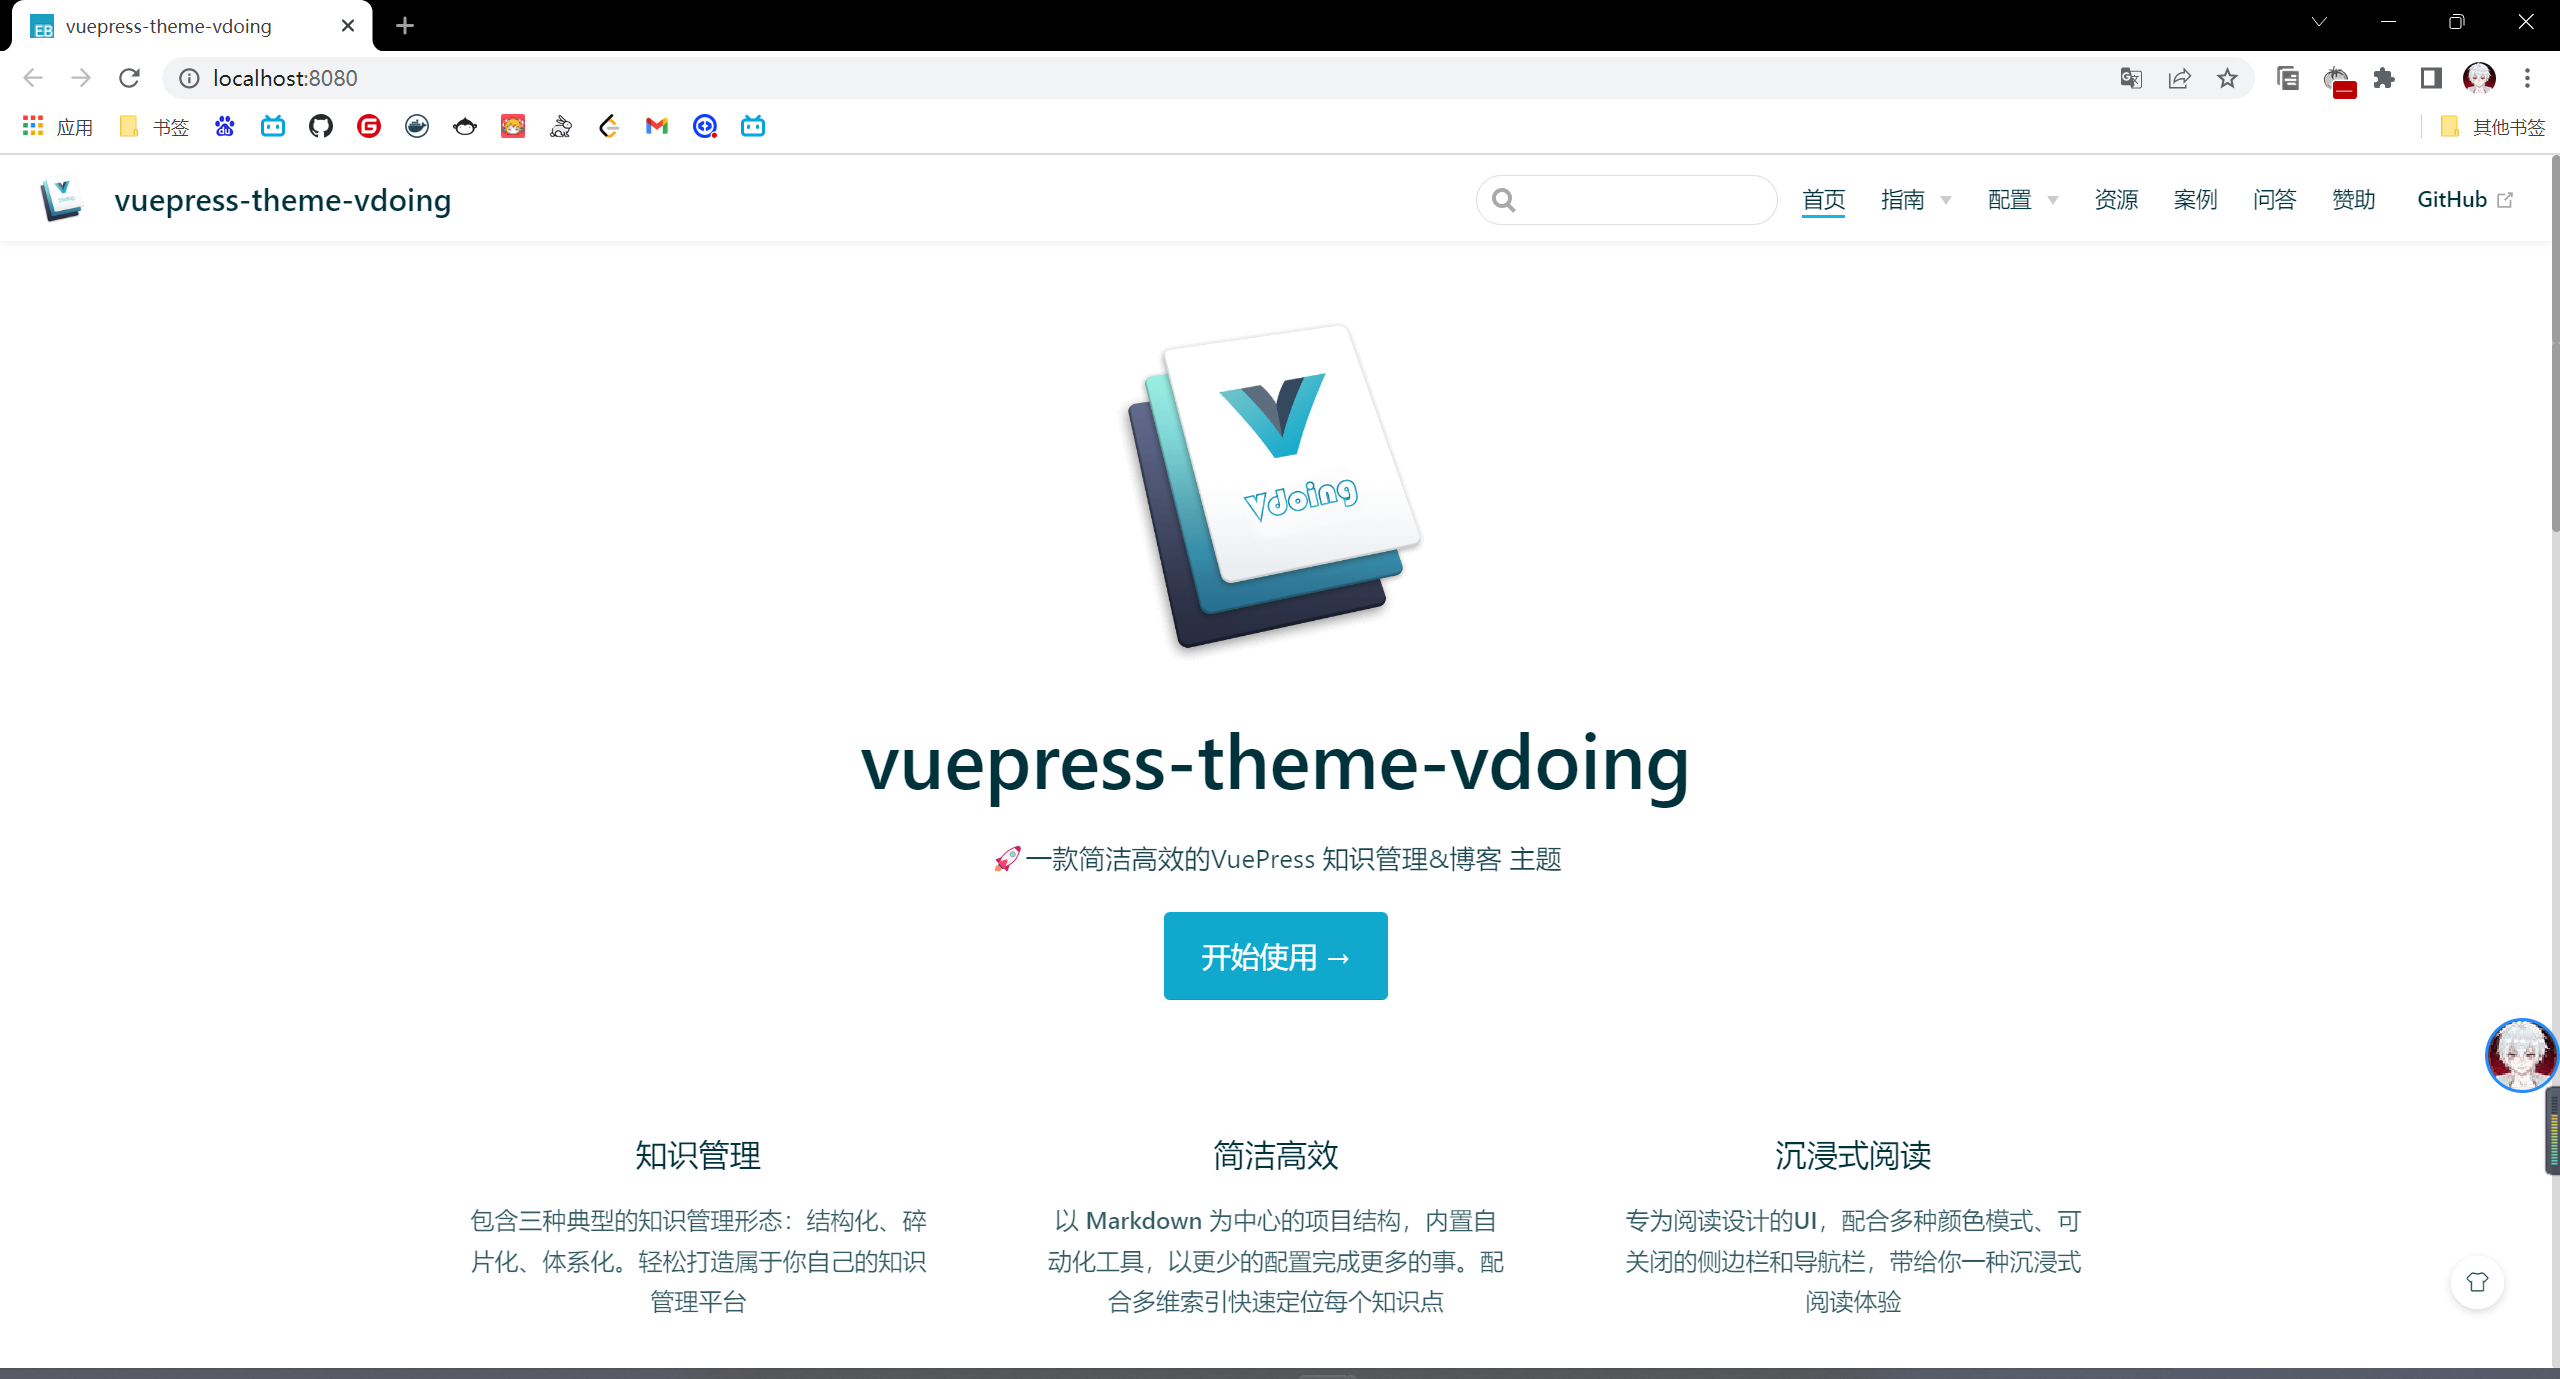 vuepress-theme-vdoing
localhost:8080
应用 书签 其他书签
vuepress-theme-vdoing
首页 指南 配置 资源 案例 问答 赞助 GitHub
Vdoing
vuepress-theme-vdoing
🚀一款简洁高效的VuePress 知识管理&博客 主题
开始使用 →
知识管理
包含三种典型的知识管理形态：结构化、碎
片化、体系化。轻松打造属于你自己的知识
管理平台
简洁高效
以 Markdown 为中心的项目结构，内置自
动化工具，以更少的配置完成更多的事。配
合多维索引快速定位每个知识点
沉浸式阅读
专为阅读设计的UI，配合多种颜色模式、可
关闭的侧边栏和导航栏，带给你一种沉浸式
阅读体验